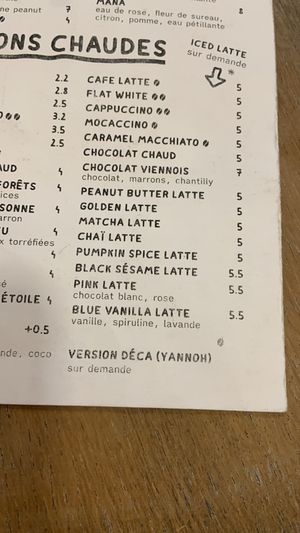 MANA
ne peanut 7 eau de rose, fleur de sureau, 8
4 citron, pomme, eau pétillante
ONS CHAUDES
ICED LATTE
sur demande
*
2.2 CAFE LATTE 5
2.8 FLAT WHITE 5
2.5 CAPPUCCINO 5
3.2 MOCACCINO 5
3.5 CARAMEL MACCHIATO 5
2.5 CHOCOLAT CHAUD 5
CHOCOLAT VIENNOIS 7
AUD 4 chocolat, marrons, chantilly
FORÊTS 4 PEANUT BUTTER LATTE 5
ices GOLDEN LATTE 5
SONNE 4 MATCHA LATTE 5
arron
U 4 CHAÏ LATTE 5
x torréfiées
4 PUMPKIN SPICE LATTE 5
4 BLACK SÉSAME LATTE 5.5
PINK LATTE 5.5
ÉTOILE 4 chocolat blanc, rose
BLUE VANILLA LATTE 5.5
+0.5 vanille, spiruline, lavande
nde, coco VERSION DÉCA (YANNOH)
sur demande